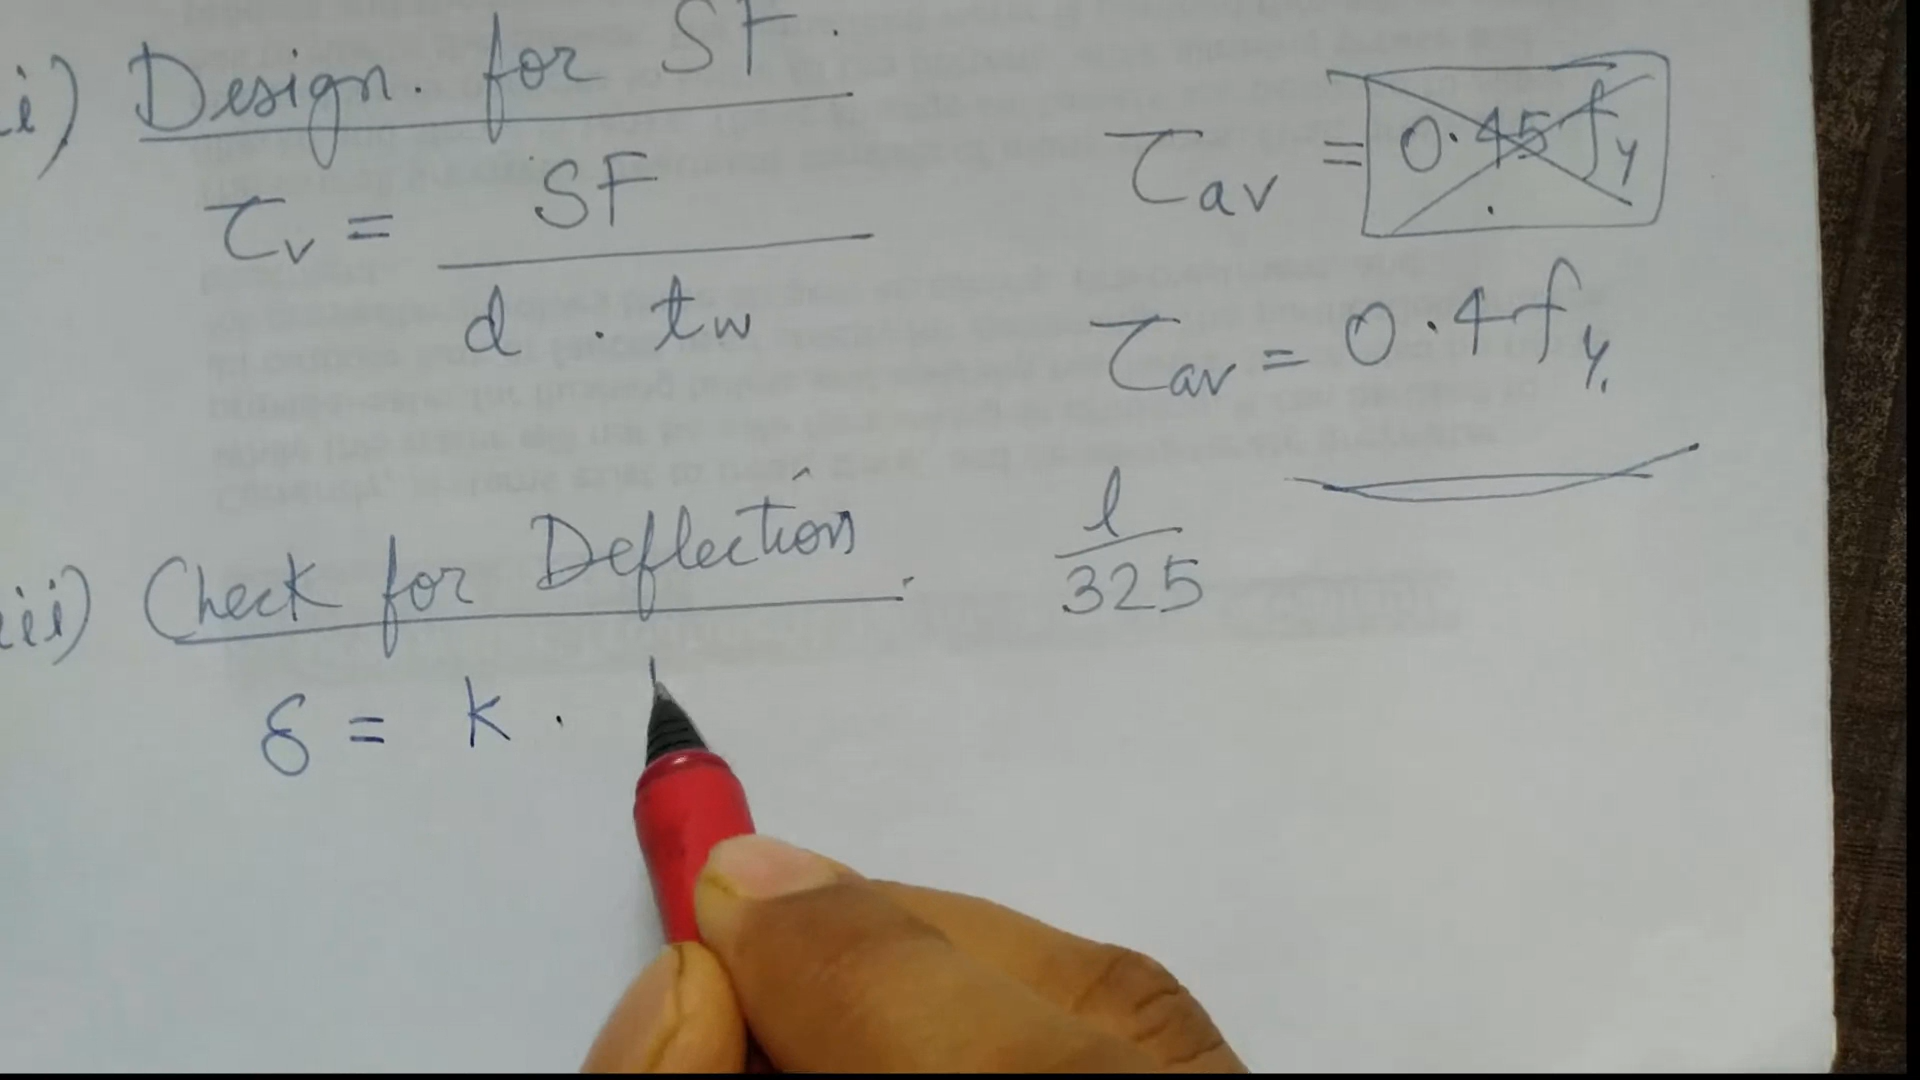 ii) Design. for SF.
τv = SF / d . tw
τav = 0.45 fy
τav = 0.4 fy.
iii) Check for Deflection. l / 325
δ = k .